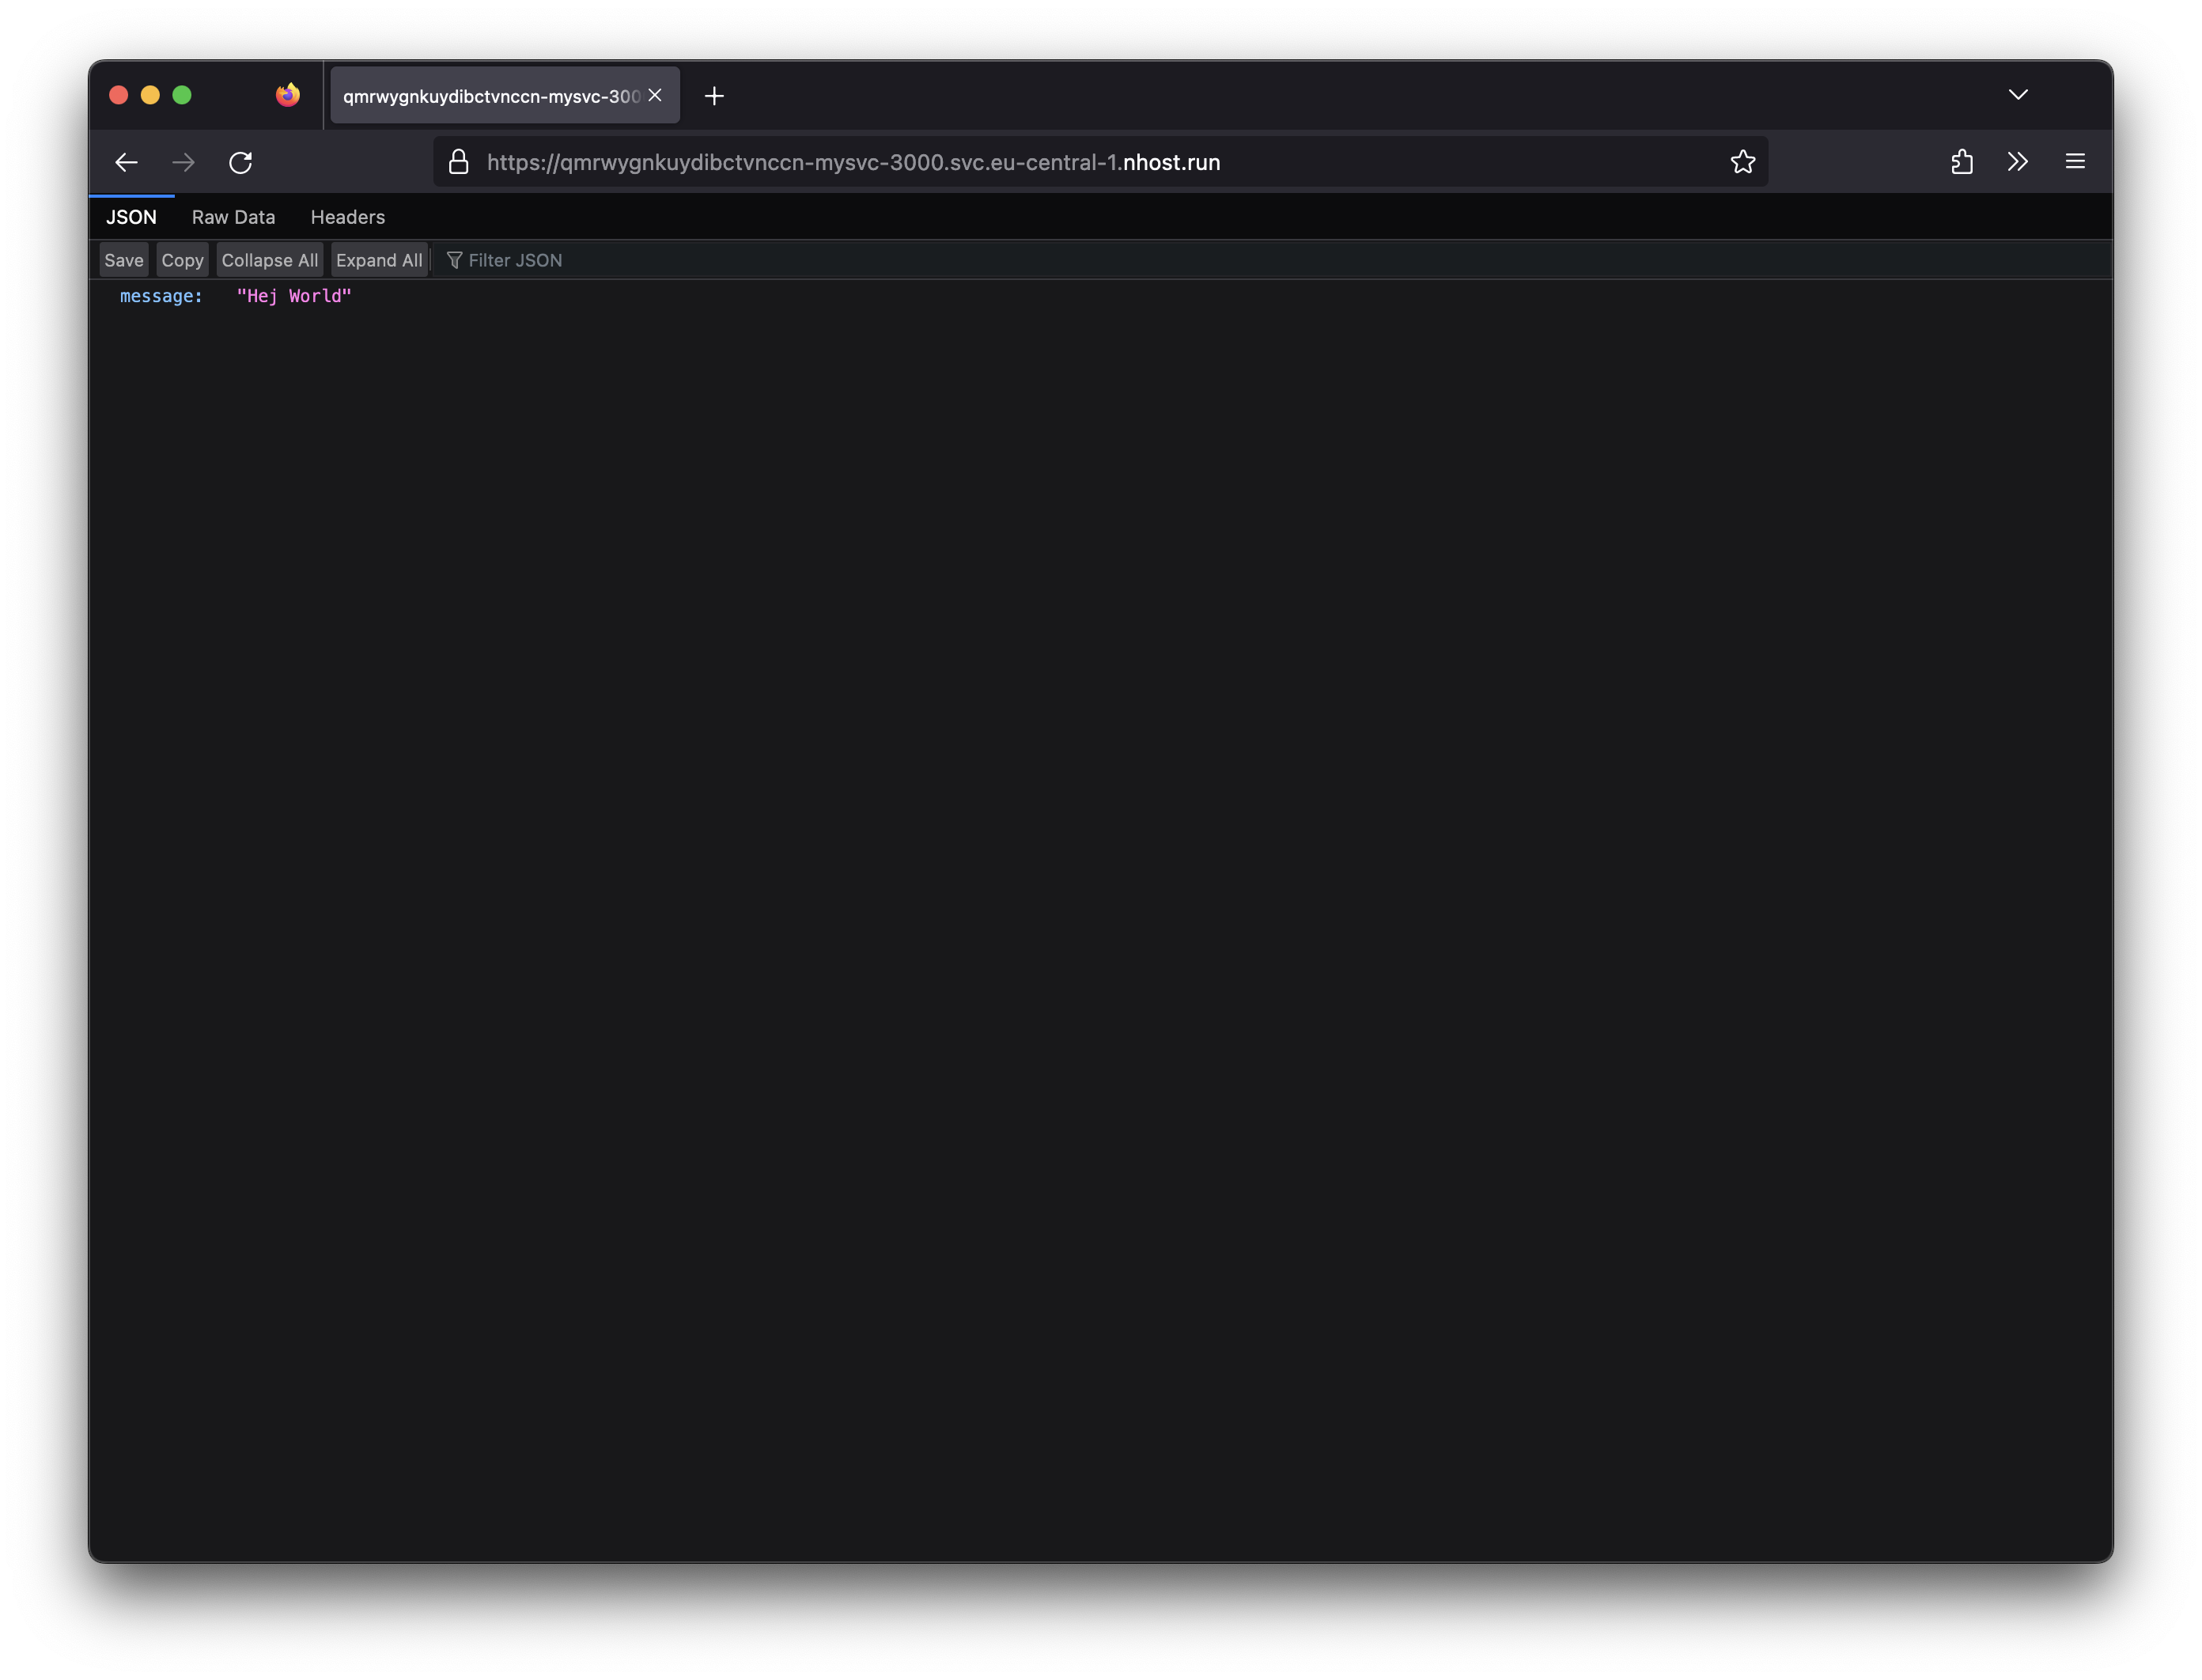 qmrwygnkuydibctvnccn-mysvc-300
https://qmrwygnkuydibctvnccn-mysvc-3000.svc.eu-central-1.nhost.run
JSON Raw Data Headers
Save Copy Collapse All Expand All Filter JSON
message: "Hej World"